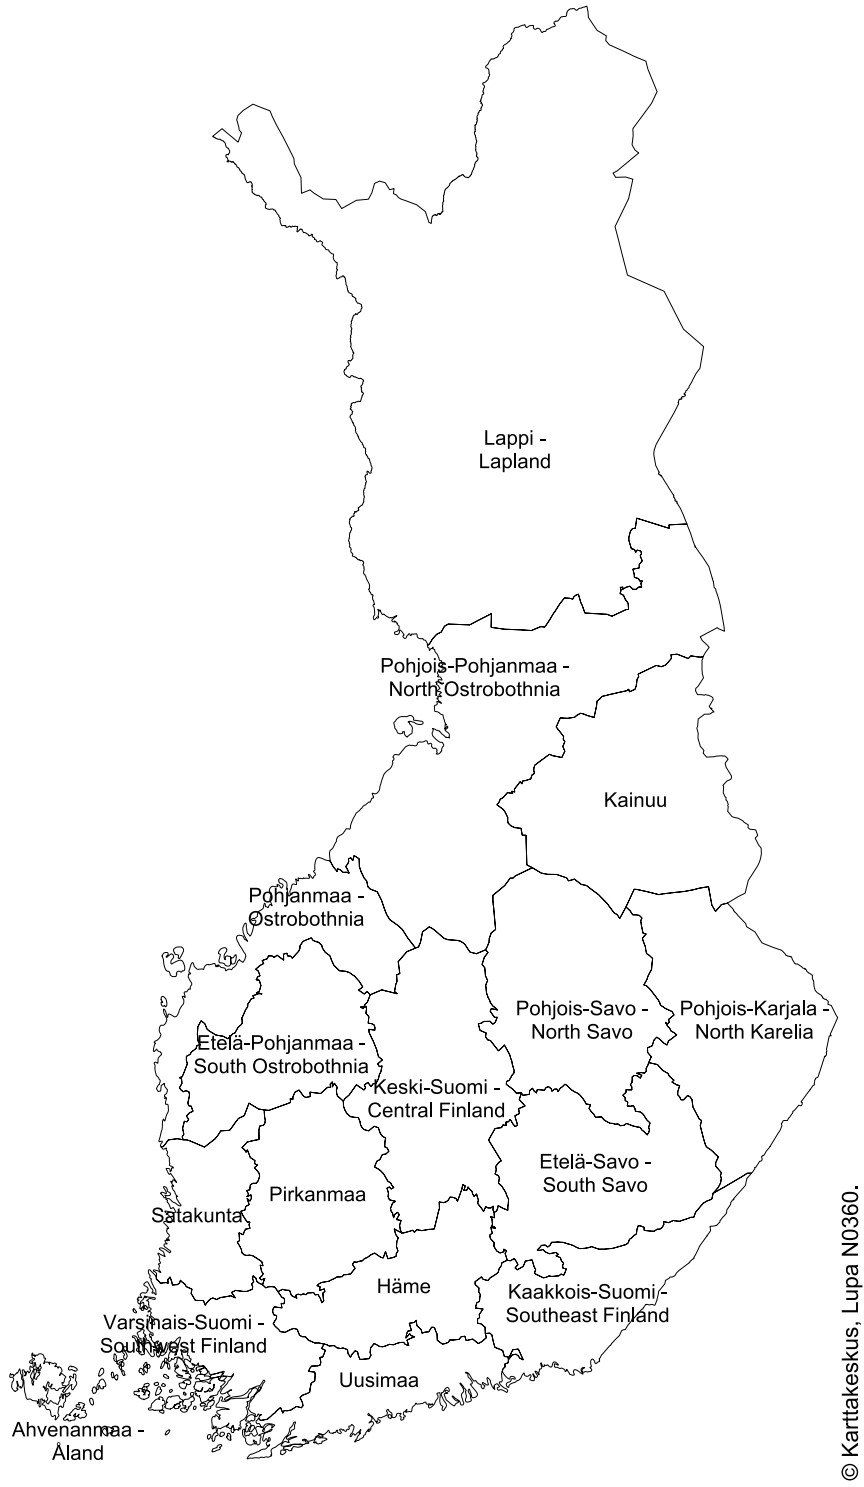 Lappi -
Lapland
Pohjois-Pohjanmaa -
North Ostrobothnia
Kainuu
Pohjanmaa -
Ostrobothnia
Pohjois-Savo -
North Savo
Pohjois-Karjala -
North Karelia
Etelä-Pohjanmaa -
South Ostrobothnia
Keski-Suomi -
Central Finland
Etelä-Savo -
South Savo
Pirkanmaa
Satakunta
Häme
Kaakkois-Suomi -
Southeast Finland
Varsinais-Suomi -
Southwest Finland
Uusimaa
Ahvenanmaa -
Åland
© Karttakeskus, Lupa N0360.